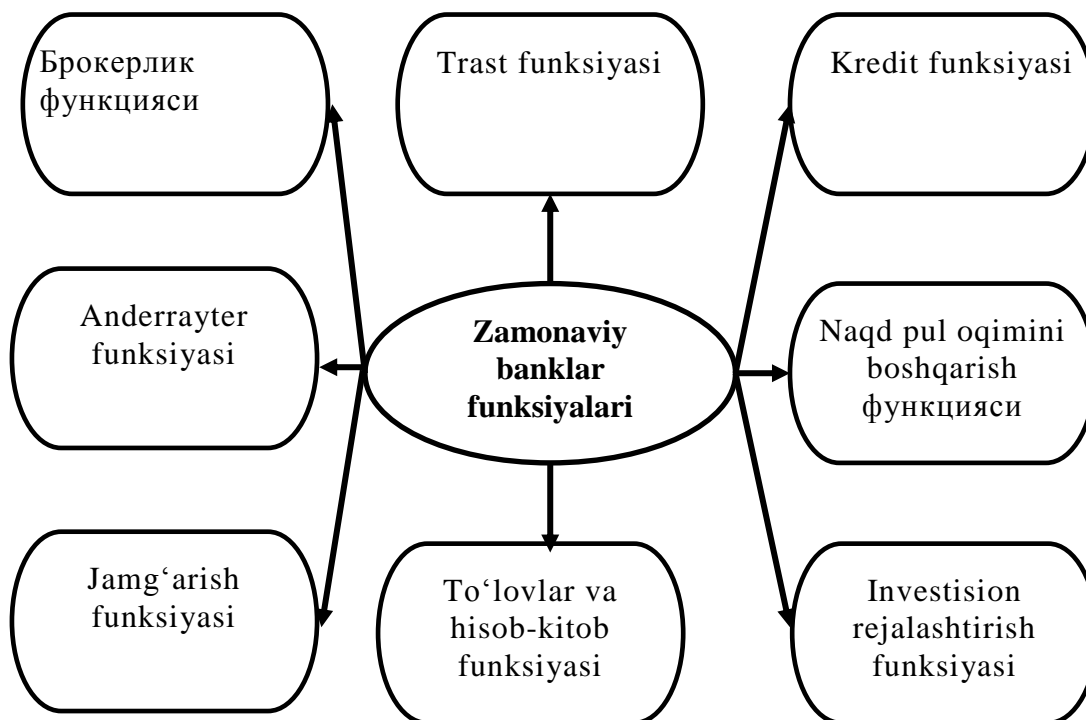 Брокерлик
функцияси
Trast funksiyasi
Kredit funksiyasi
Anderrayter
funksiyasi
Zamonaviy
banklar
funksiyalari
Naqd pul oqimini
boshqarish
функцияси
Jamg‘arish
funksiyasi
To‘lovlar va
hisob-kitob
funksiyasi
Investision
rejalashtirish
funksiyasi